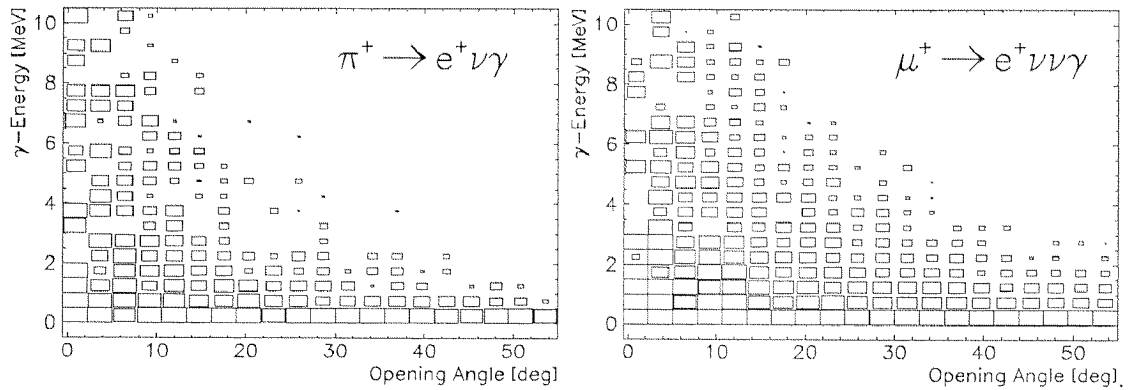 γ-Energy [MeV]
10
8
6
4
2
0
π⁺ → e⁺νγ
0 10 20 30 40 50
Opening Angle [deg]
γ-Energy [MeV]
10
8
6
4
2
0
μ⁺ → e⁺ννγ
0 10 20 30 40 50
Opening Angle [deg].